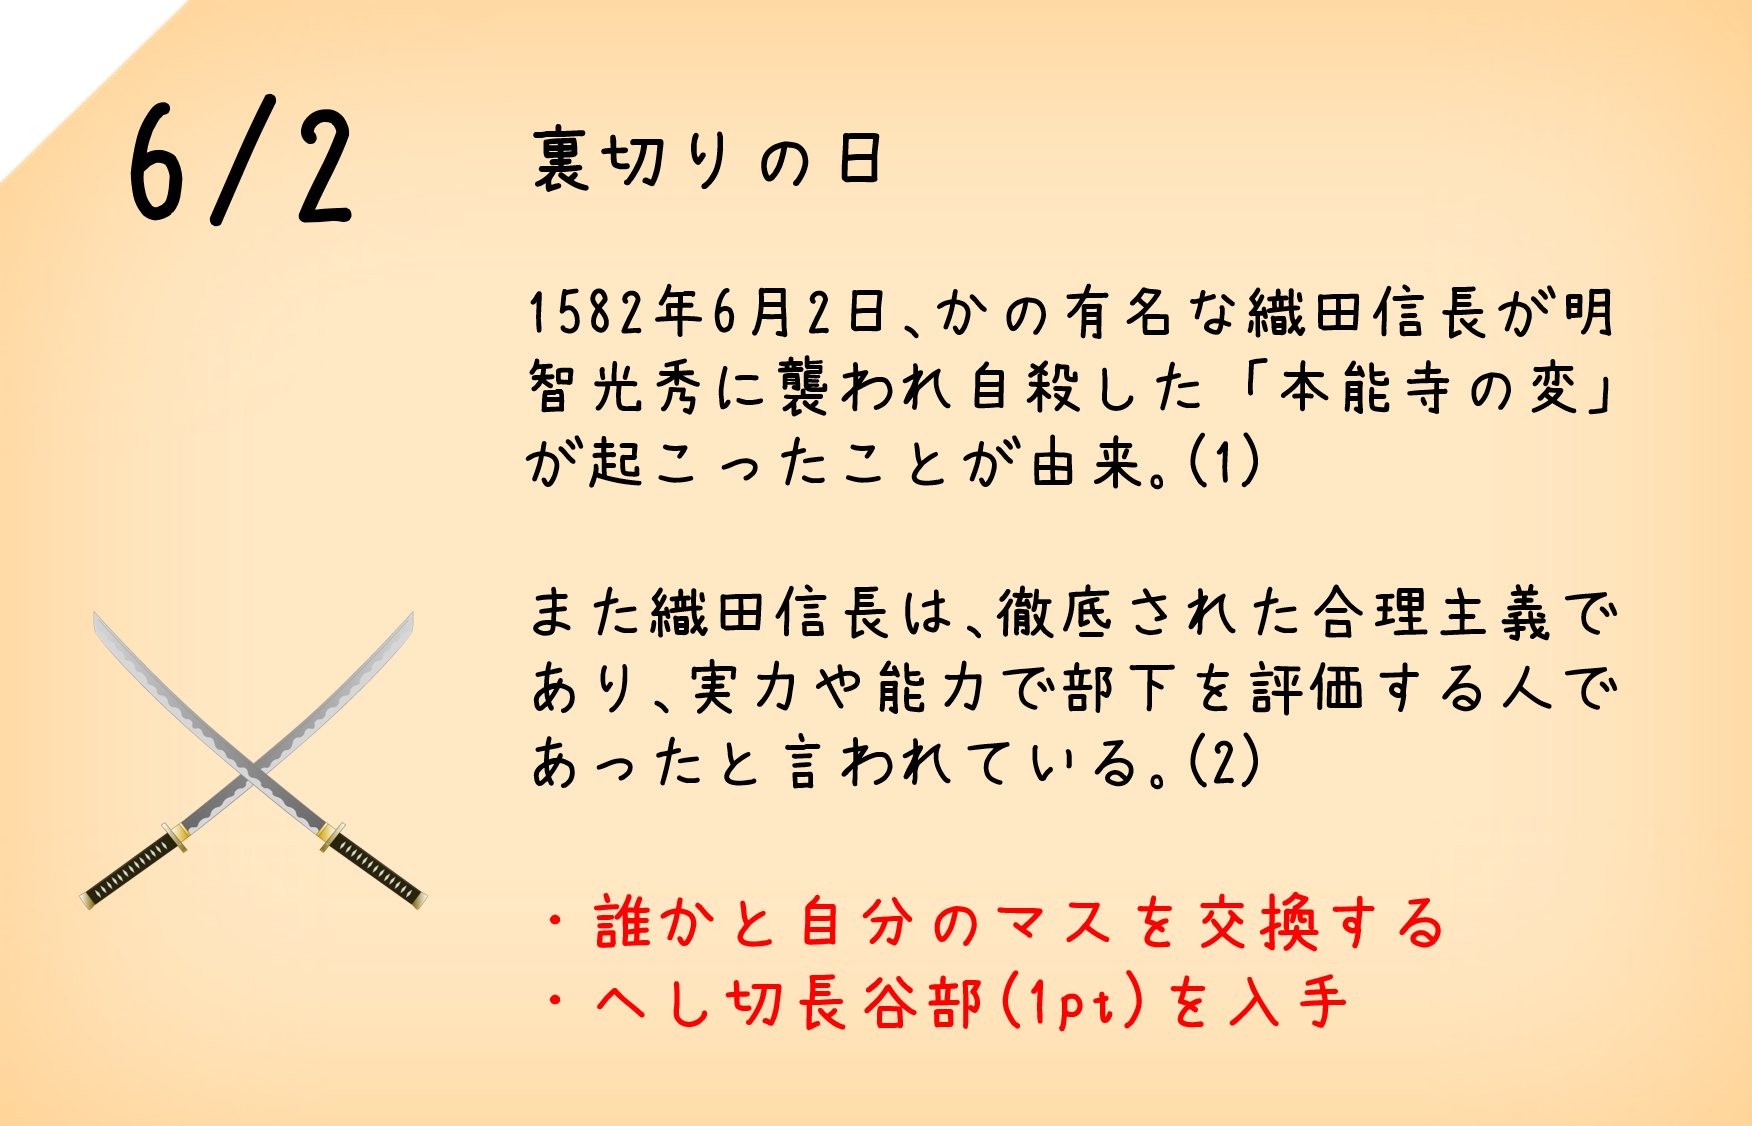 6/2
裏切りの日
1582年6月2日、かの有名な織田信長が明
智光秀に襲われ自殺した「本能寺の変」
が起こったことが由来。(1)
また織田信長は、徹底された合理主義で
あり、実力や能力で部下を評価する人で
あったと言われている。(2)
・誰かと自分のマスを交換する
・へし切長谷部(1pt)を入手